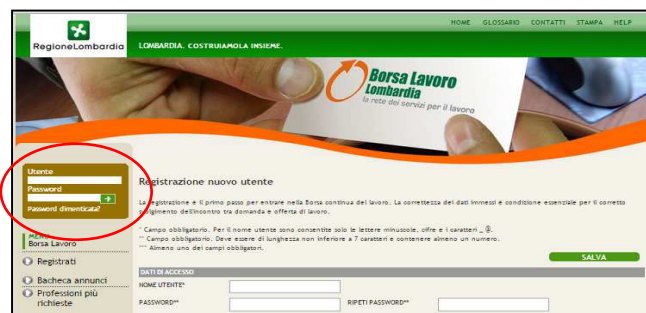 HOME GLOSSARIO CONTATTI STAMPA HELP
RegioneLombardia
LOMBARDIA. COSTRUIAMOLA INSIEME.
Borsa Lavoro
Lombardia
la rete dei servizi per il lavoro
Utente
Password
Password dimenticata?
Registrazione nuovo utente
La registrazione è il primo passo per entrare nella Borsa continua del lavoro. La correttezza dei dati immessi è condizione essenziale per il corretto
svolgimento dell'incontro tra domanda e offerta di lavoro.
* Campo obbligatorio. Per il nome utente sono consentite solo le lettere minuscole, cifre e i caratteri _ @.
** Campo obbligatorio. Deve essere di lunghezza non inferiore a 7 caratteri e contenere almeno un numero.
*** Almeno uno dei campi obbligatori.
Borsa Lavoro
Registrati
Bacheca annunci
Professioni più
richieste
SALVA
DATI DI ACCESSO
NOME UTENTE*
PASSWORD**
RIPETI PASSWORD**